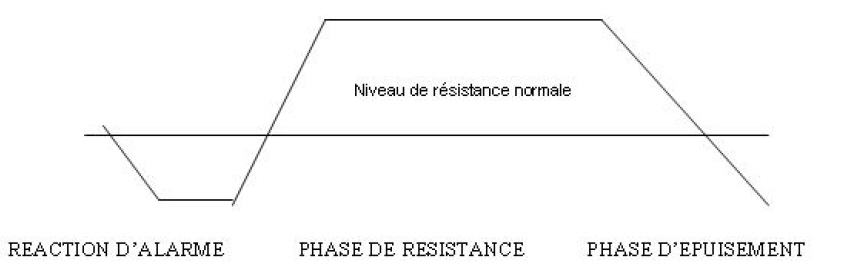 Niveau de résistance normale
REACTION D'ALARME
PHASE DE RESISTANCE
PHASE D'EPUISEMENT